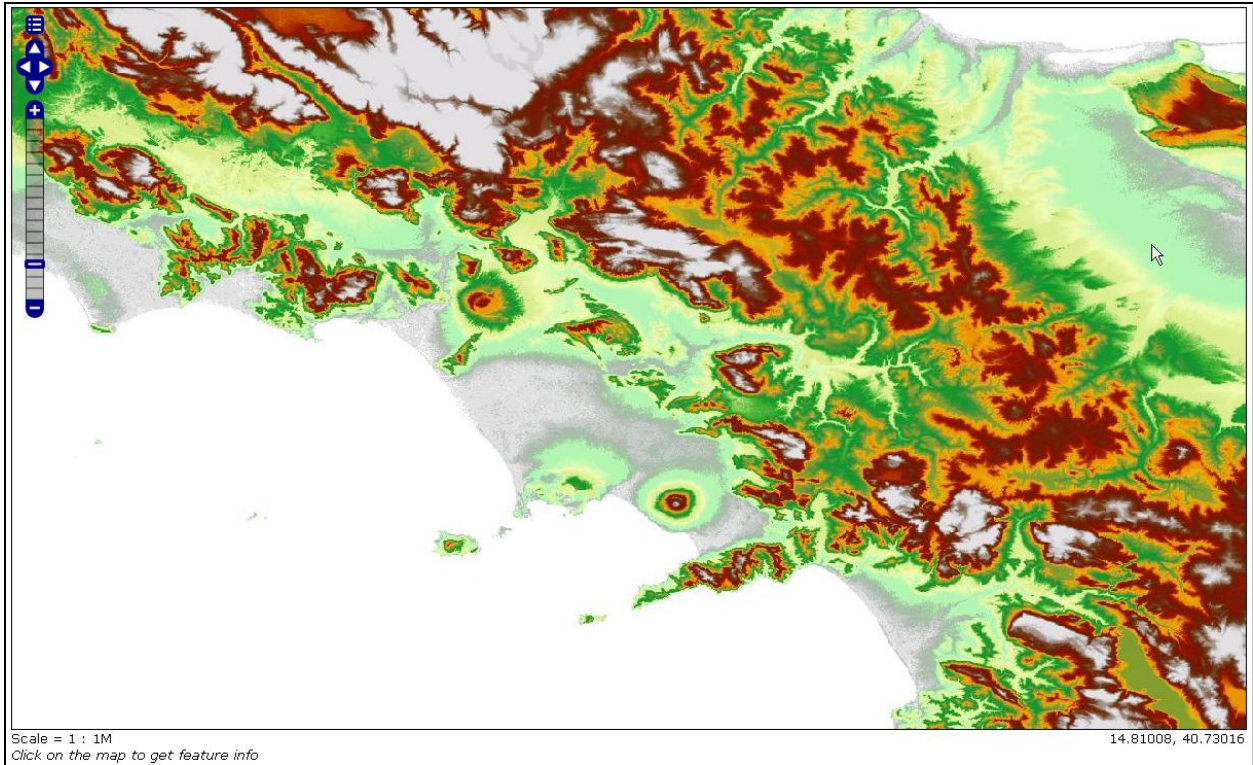 Scale = 1 : 1M
14.81008, 40.73016
Click on the map to get feature info